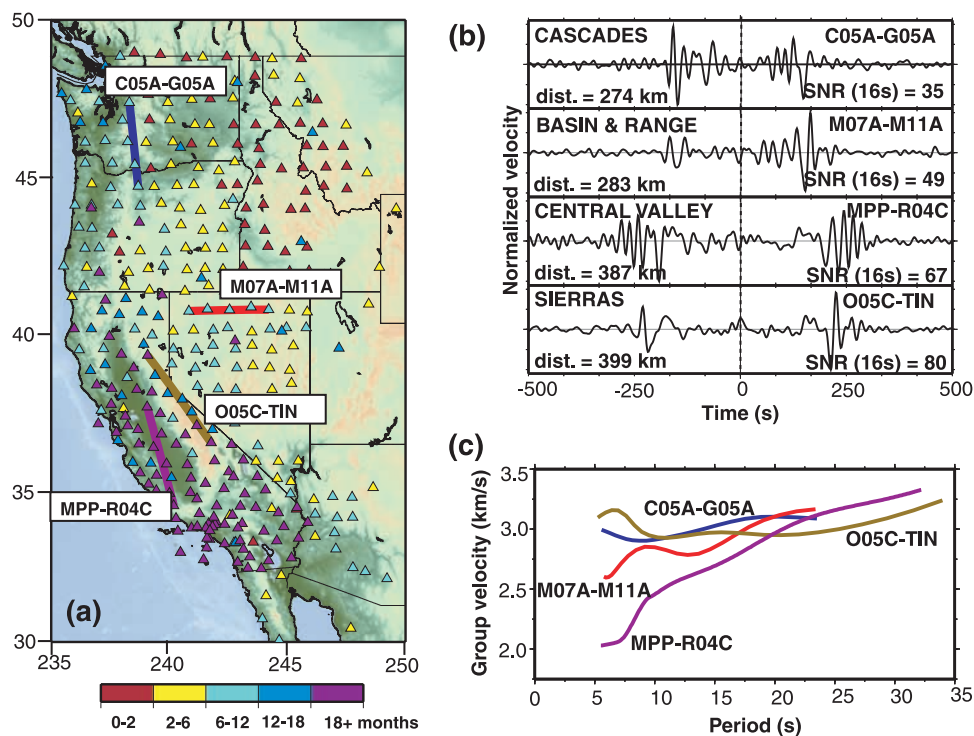 50
45
40
35
30
235
240
245
250
C05A-G05A
M07A-M11A
O05C-TIN
MPP-R04C
(a)
0-2
2-6
6-12
12-18
18+ months
(b)
Normalized velocity
CASCADES
C05A-G05A
dist. = 274 km
SNR (16s) = 35
BASIN & RANGE
M07A-M11A
dist. = 283 km
SNR (16s) = 49
CENTRAL VALLEY
MPP-R04C
dist. = 387 km
SNR (16s) = 67
SIERRAS
O05C-TIN
dist. = 399 km
SNR (16s) = 80
-500
-250
0
250
500
Time (s)
(c)
Group velocity (km/s)
3.5
3.0
2.5
2.0
C05A-G05A
O05C-TIN
M07A-M11A
MPP-R04C
0
5
10
15
20
25
30
35
Period (s)